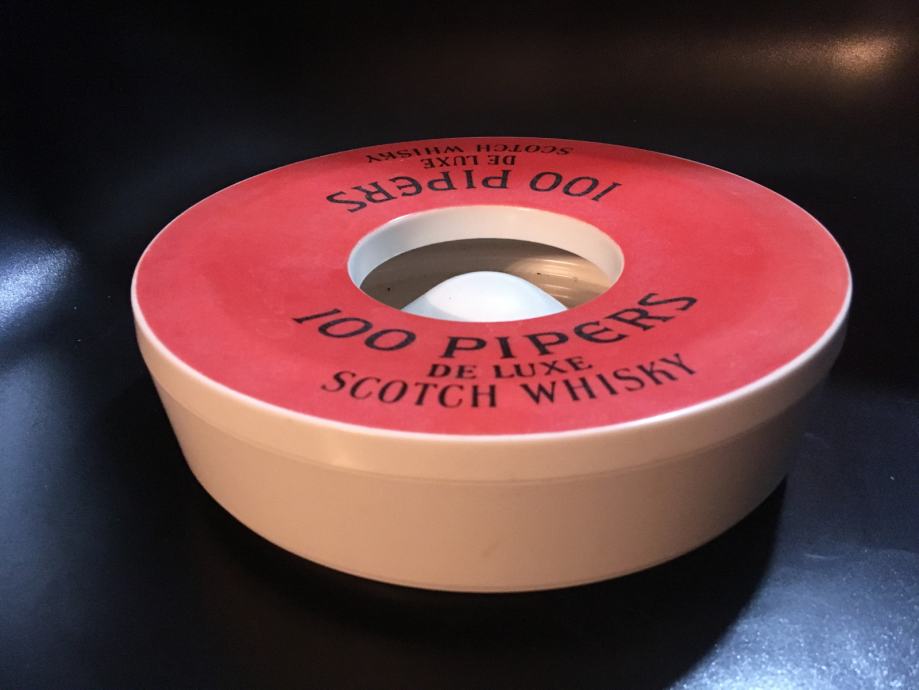 SCOTCH WHISKY
DE LUXE
100 PIPERS
100 PIPERS
DE LUXE
SCOTCH WHISKY